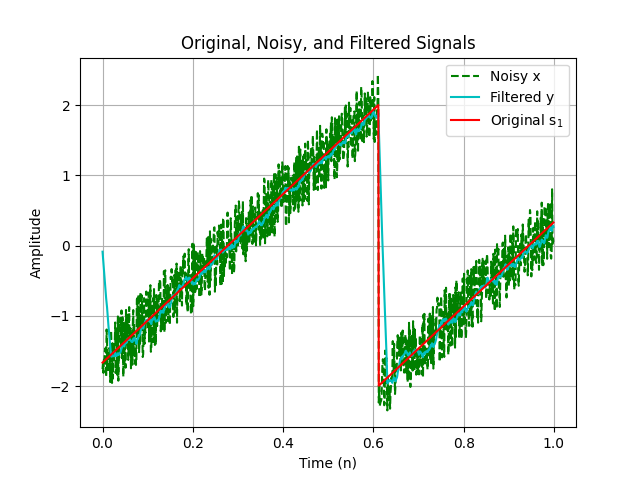 Original, Noisy, and Filtered Signals
Noisy x
Filtered y
Original s₁
2
1
0
−1
−2
Amplitude
0.0 0.2 0.4 0.6 0.8 1.0
Time (n)